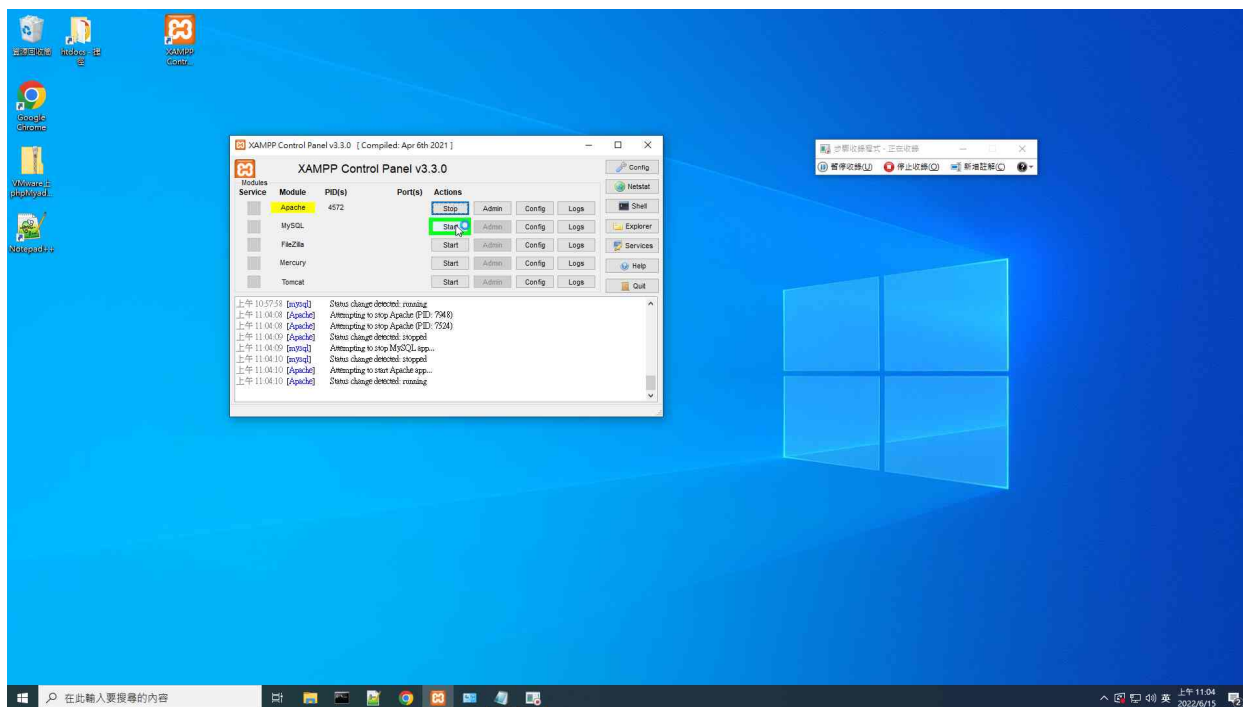 資源回收筒
htdocs - 捷
XAMPP
Contr...
Google
Chrome
VMware上
phpMyad...
Notepad++
XAMPP Control Panel v3.3.0 [ Compiled: Apr 6th 2021 ]
XAMPP Control Panel v3.3.0
Modules
Service Module PID(s) Port(s) Actions
Apache 4572 Stop Admin Config Logs
MySQL Start Admin Config Logs
FileZilla Start Admin Config Logs
Mercury Start Admin Config Logs
Tomcat Start Admin Config Logs
Config
Netstat
Shell
Explorer
Services
Help
Quit
上午 10:57:58 [mysql] Status change detected: running
上午 11:04:08 [Apache] Attempting to stop Apache (PID: 7948)
上午 11:04:08 [Apache] Attempting to stop Apache (PID: 7524)
上午 11:04:09 [Apache] Status change detected: stopped
上午 11:04:09 [mysql] Attempting to stop MySQL app...
上午 11:04:10 [mysql] Status change detected: stopped
上午 11:04:10 [Apache] Attempting to start Apache app...
上午 11:04:10 [Apache] Status change detected: running
步驟收錄程式 - 正在收錄
暫停收錄(U) 停止收錄(O) 新增註解(C)
在此輸入要搜尋的內容
英
上午 11:04
2022/6/15
2